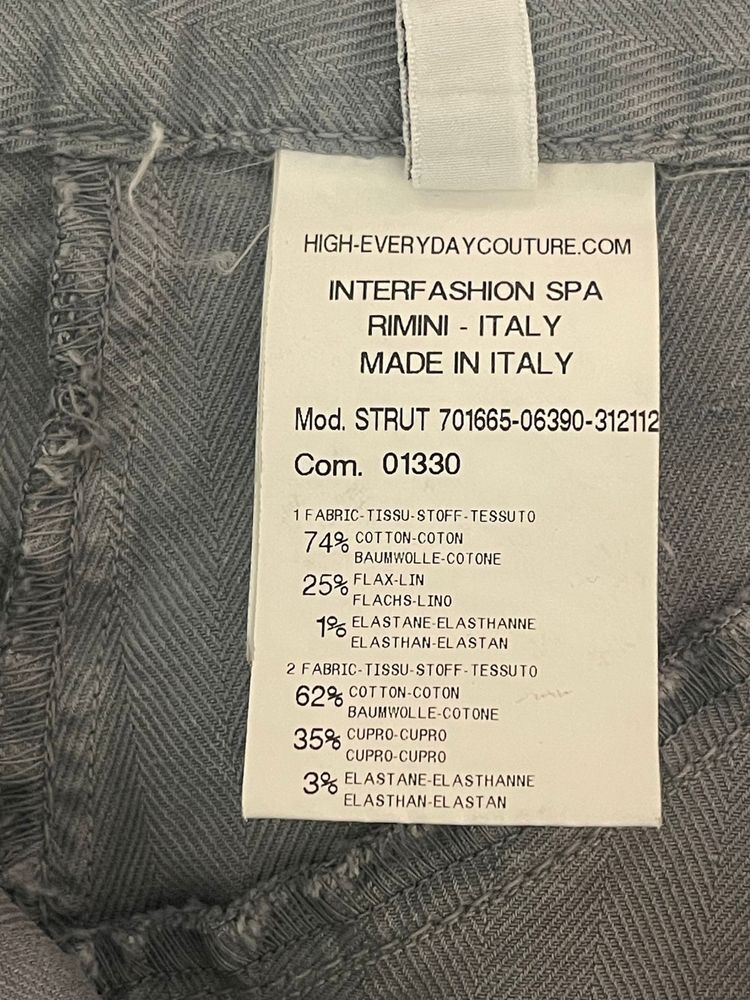 HIGH-EVERYDAYCOUTURE.COM
INTERFASHION SPA
RIMINI - ITALY
MADE IN ITALY
Mod. STRUT 701665-06390-312112
Com. 01330
1 FABRIC-TISSU-STOFF-TESSUTO
74% COTTON-COTON
BAUMWOLLE-COTONE
25% FLAX-LIN
FLACHS-LINO
1% ELASTANE-ELASTHANNE
ELASTHAN-ELASTAN
2 FABRIC-TISSU-STOFF-TESSUTO
62% COTTON-COTON
BAUMWOLLE-COTONE
35% CUPRO-CUPRO
CUPRO-CUPRO
3% ELASTANE-ELASTHANNE
ELASTHAN-ELASTAN